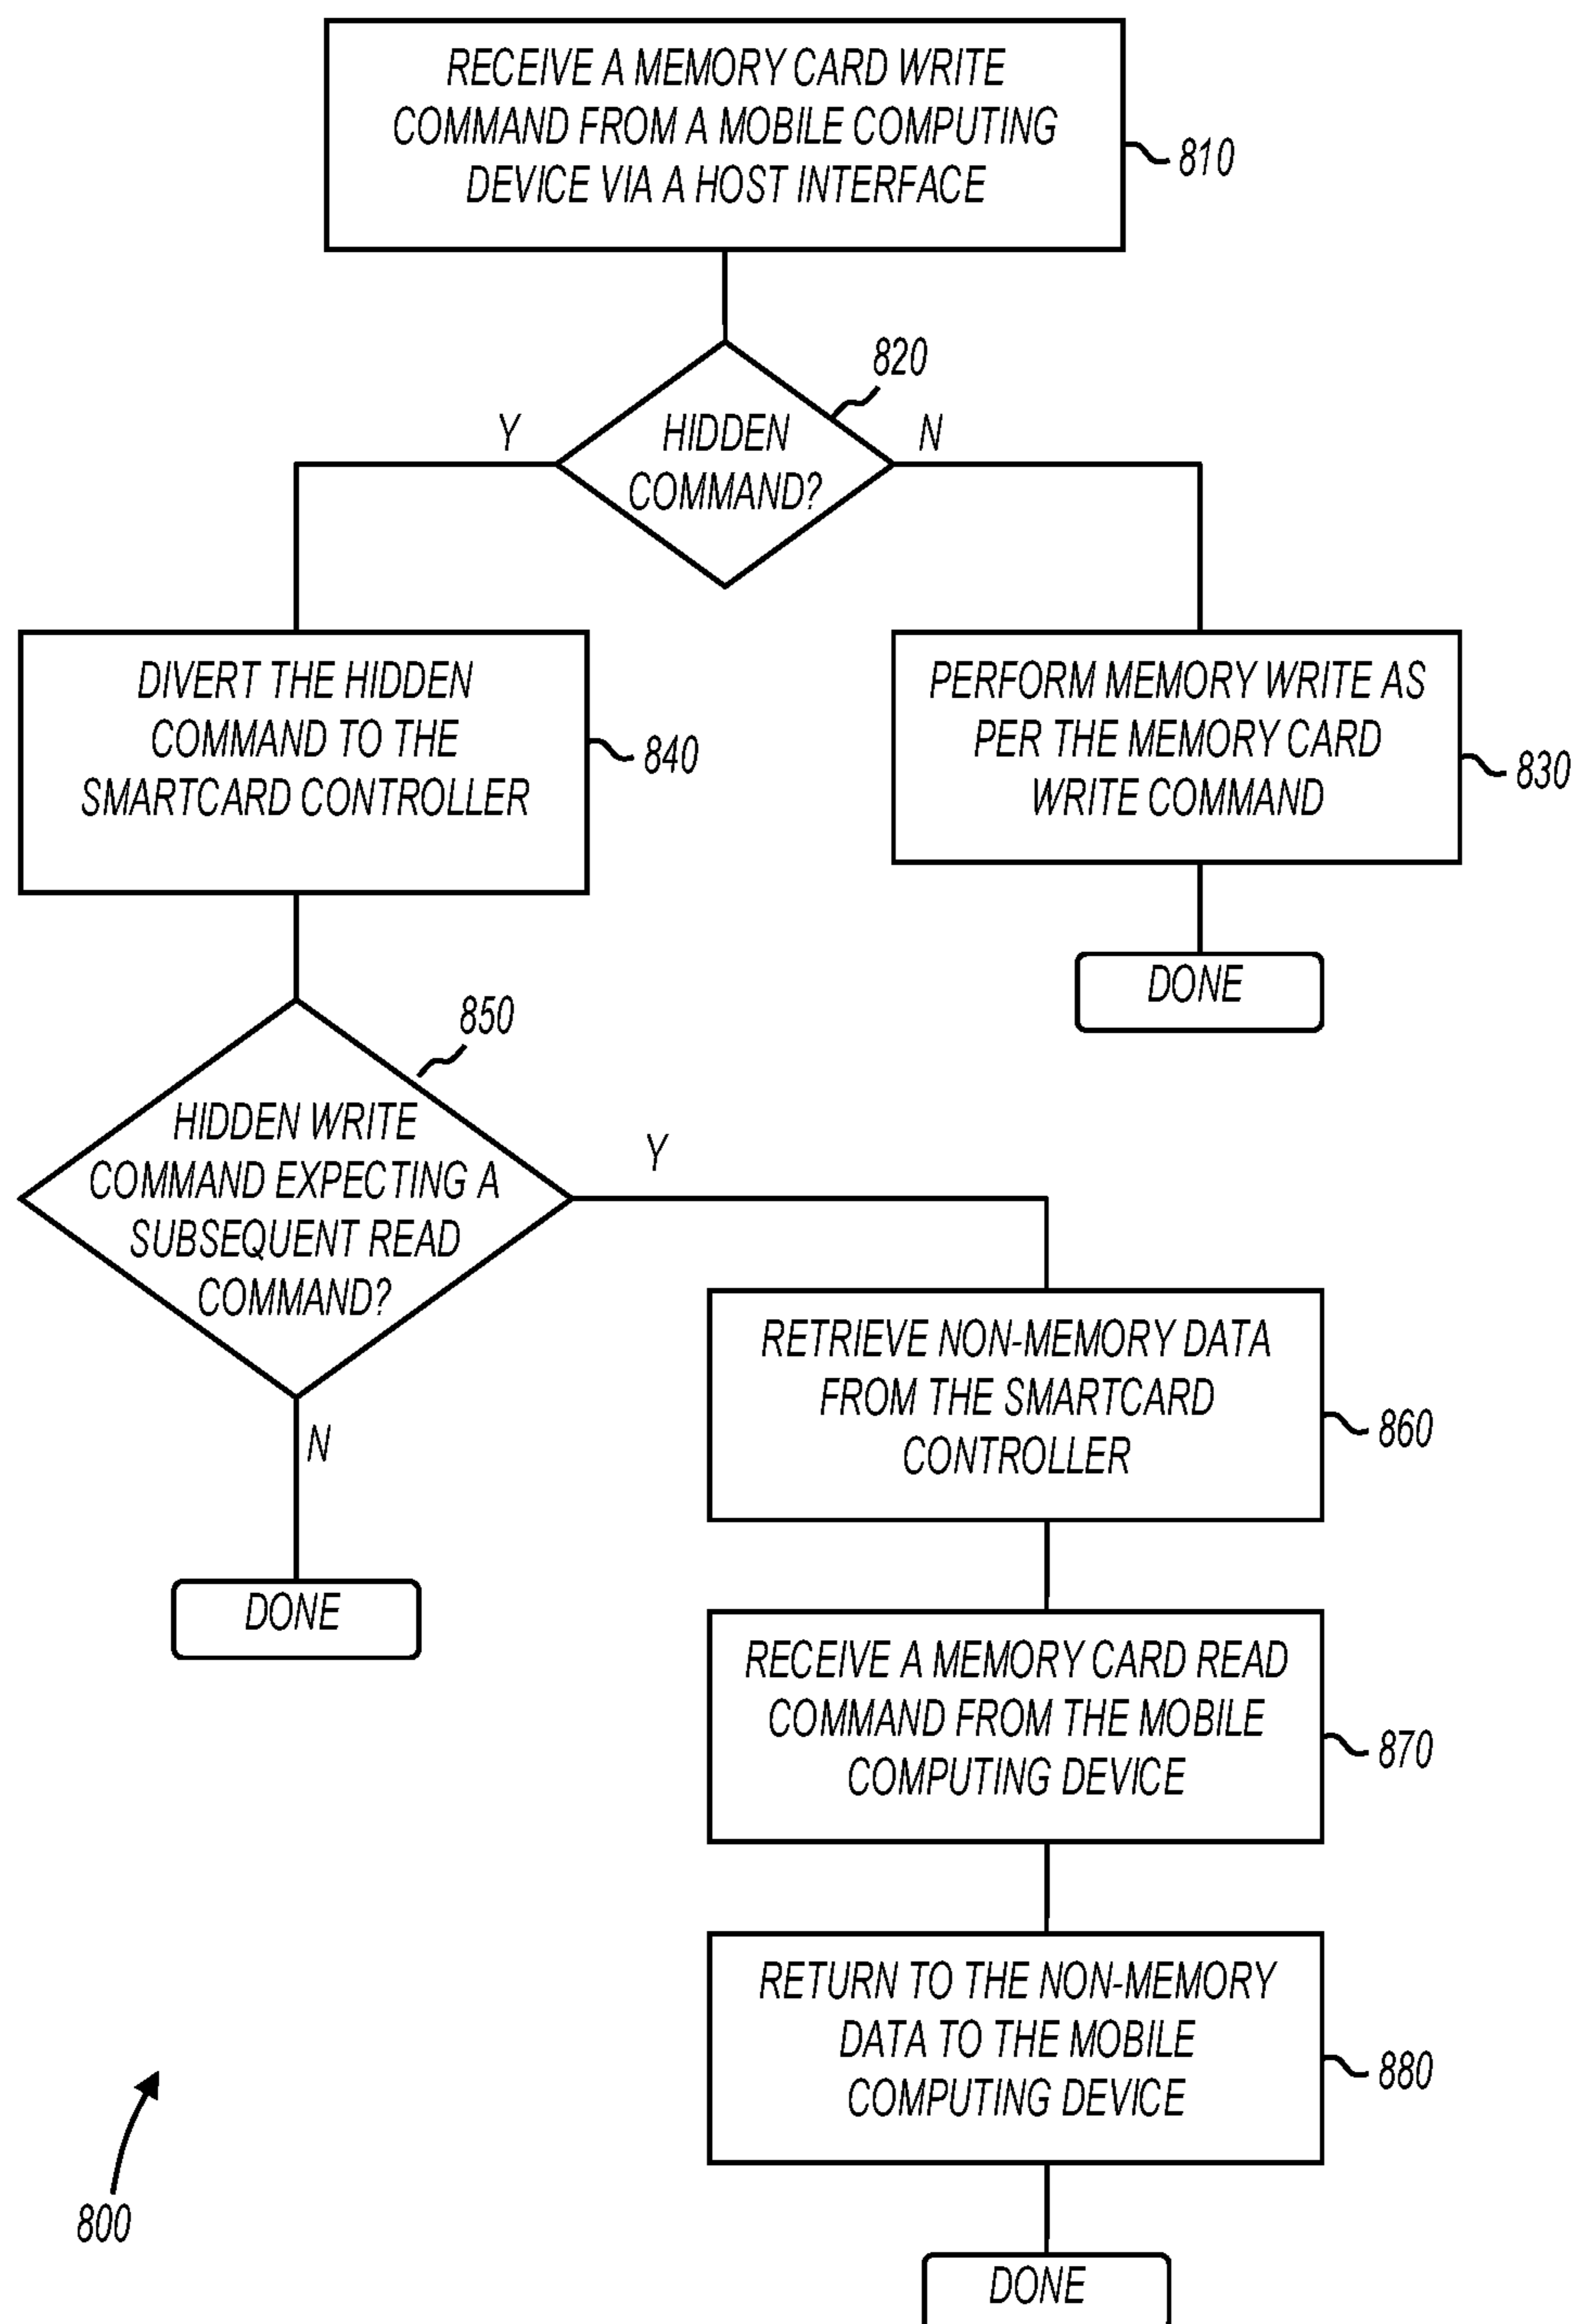 RECEIVE A MEMORY CARD WRITE
COMMAND FROM A MOBILE COMPUTING
DEVICE VIA A HOST INTERFACE
810
820
Y
HIDDEN
COMMAND?
N
DIVERT THE HIDDEN
COMMAND TO THE
SMARTCARD CONTROLLER
840
PERFORM MEMORY WRITE AS
PER THE MEMORY CARD
WRITE COMMAND
830
DONE
850
HIDDEN WRITE
COMMAND EXPECTING A
SUBSEQUENT READ
COMMAND?
Y
N
DONE
RETRIEVE NON-MEMORY DATA
FROM THE SMARTCARD
CONTROLLER
860
RECEIVE A MEMORY CARD READ
COMMAND FROM THE MOBILE
COMPUTING DEVICE
870
RETURN TO THE NON-MEMORY
DATA TO THE MOBILE
COMPUTING DEVICE
880
DONE
800